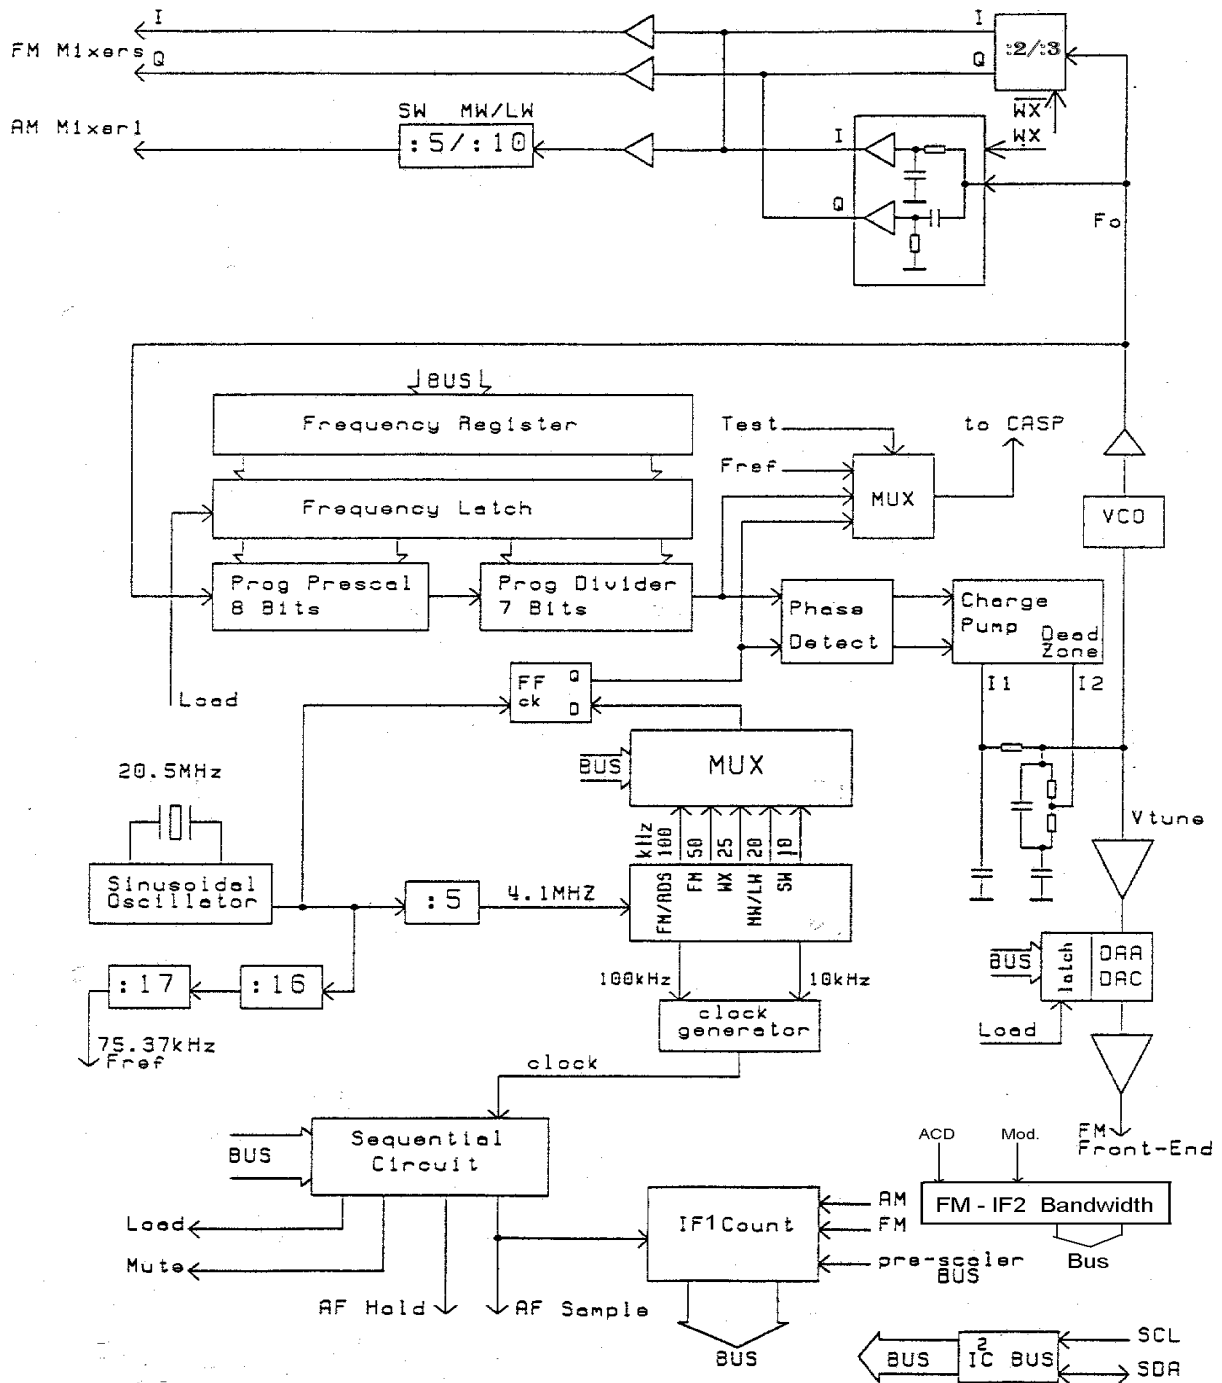 I
I
FM Mixers
Q
Q
:2/:3
SW MW/LW
WX
AM Mixer1
:5/:10
I
WX
Q
Fo
BUS
Frequency Register
Test
to CASP
Fref
MUX
Frequency Latch
VCO
Prog Prescal
8 Bits
Prog Divider
7 Bits
Phase
Detect
Charge
Pump
Dead
Zone
Load
FF
ck
Q
D
I1
I2
BUS
MUX
20.5MHz
kHz
100
50
25
20
10
Vtune
Sinusoidal
Oscillator
:5
4.1MHZ
FM/RDS
FM
WX
MW/LW
SW
BUS
latch
DAA
DAC
:17
:16
100kHz
10kHz
clock
generator
Load
75.37kHz
Fref
clock
BUS
Sequential
Circuit
ACD
Mod.
FM
Front-End
FM - IF2 Bandwidth
Bus
Load
Mute
IF1Count
AM
FM
pre-scaler
BUS
AF Hold
AF Sample
BUS
BUS
I2C BUS
SCL
SDA